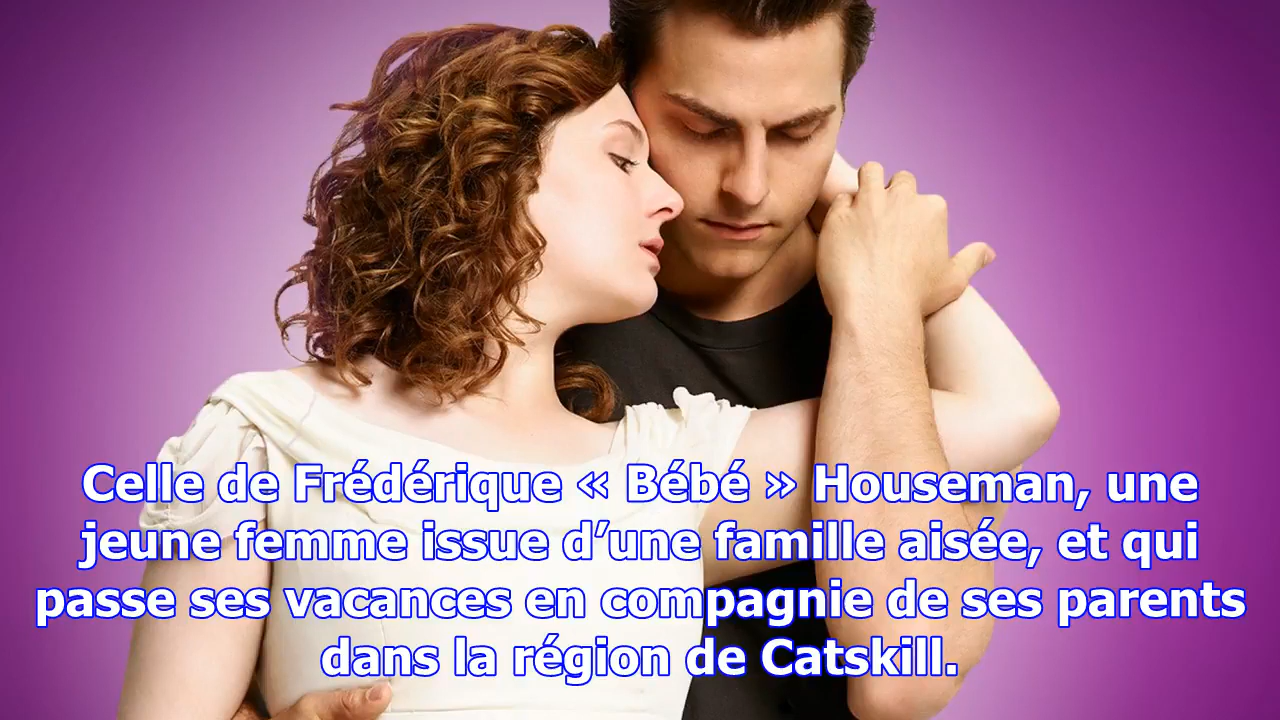 Celle de Frédérique « Bébé » Houseman, une
jeune femme issue d’une famille aisée, et qui
passe ses vacances en compagnie de ses parents
dans la région de Catskill.